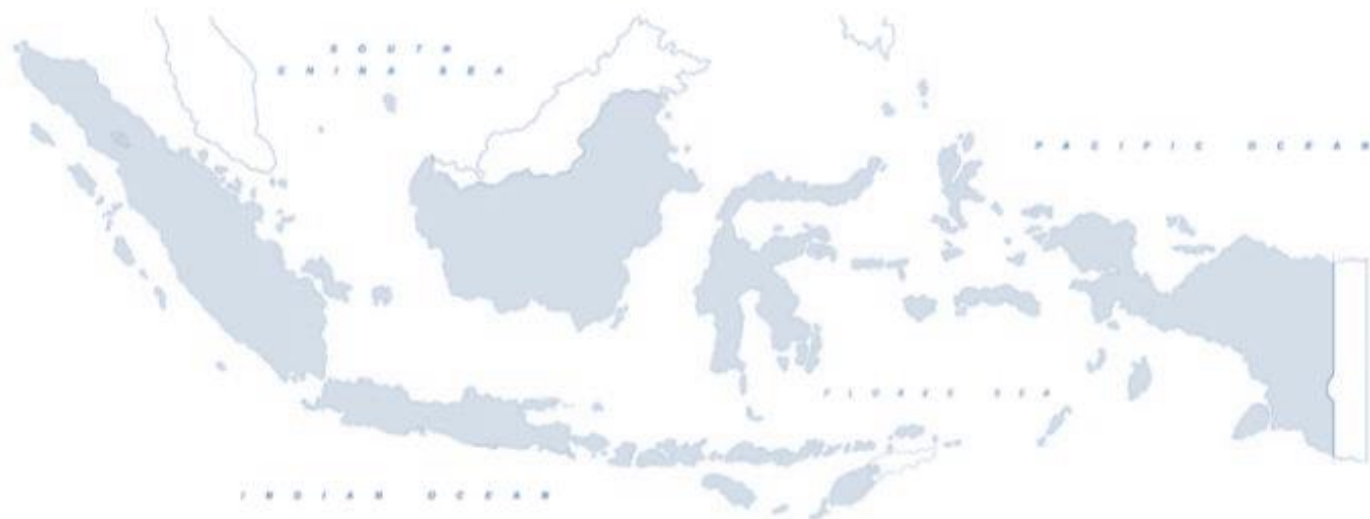 SOUTH
CHINA SEA
PACIFIC OCEAN
FLORES SEA
INDIAN OCEAN